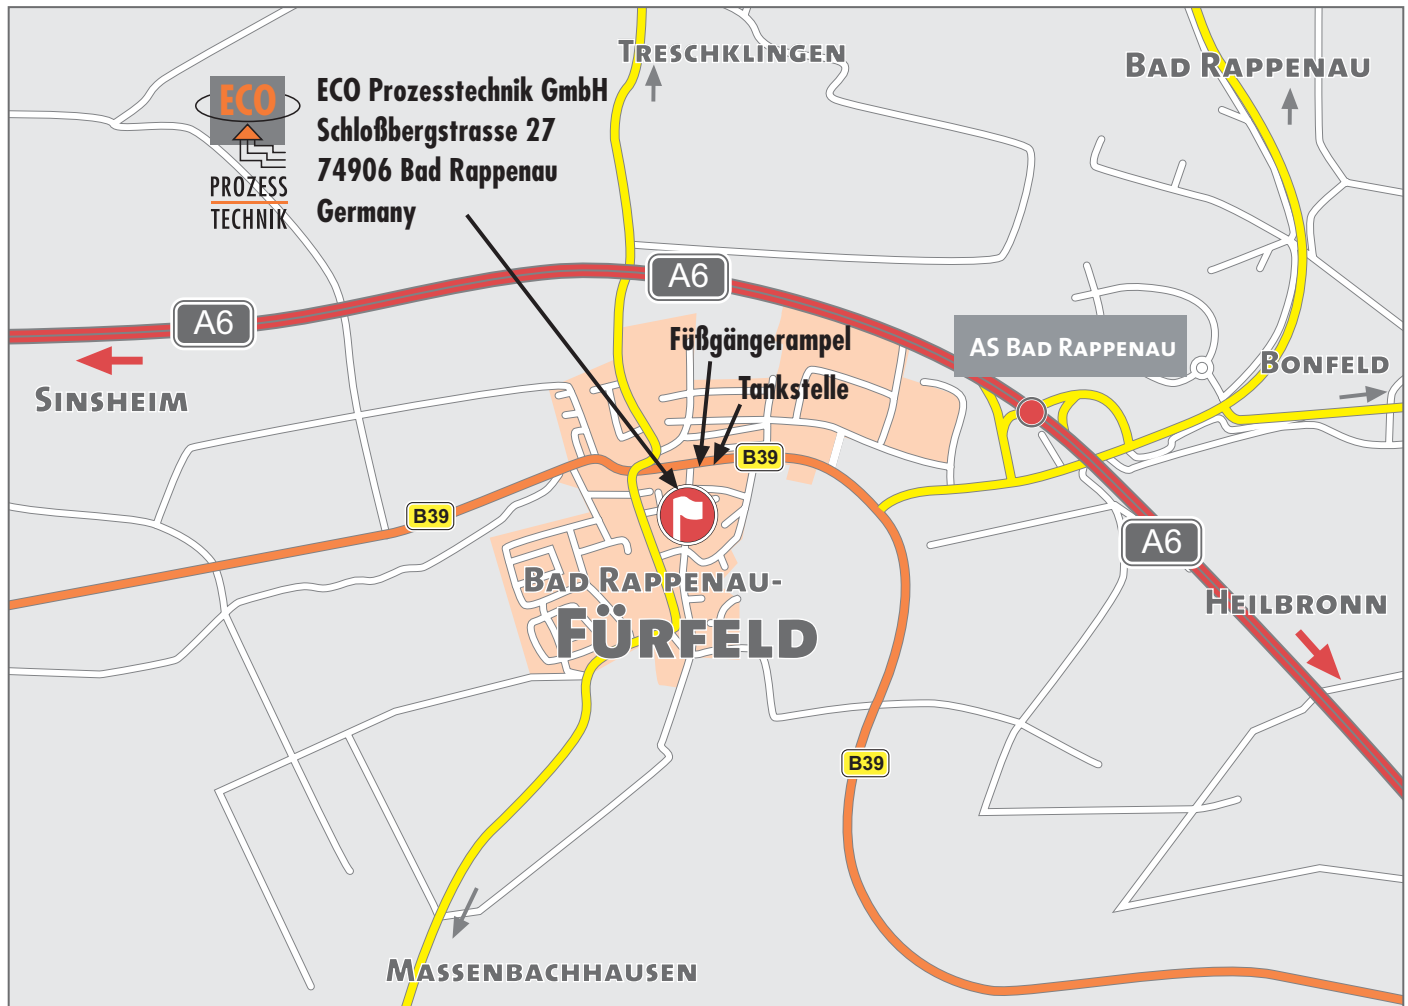 TRESCHKLINGEN
BAD RAPPENAU
ECO
PROZESS
TECHNIK
ECO Prozesstechnik GmbH
Schloßbergstrasse 27
74906 Bad Rappenau
Germany
A6
A6
SINSHEIM
Füßgängerampel
Tankstelle
AS BAD RAPPENAU
BONFELD
B39
B39
A6
BAD RAPPENAU-
FÜRFELD
HEILBRONN
B39
MASSENBACHHAUSEN